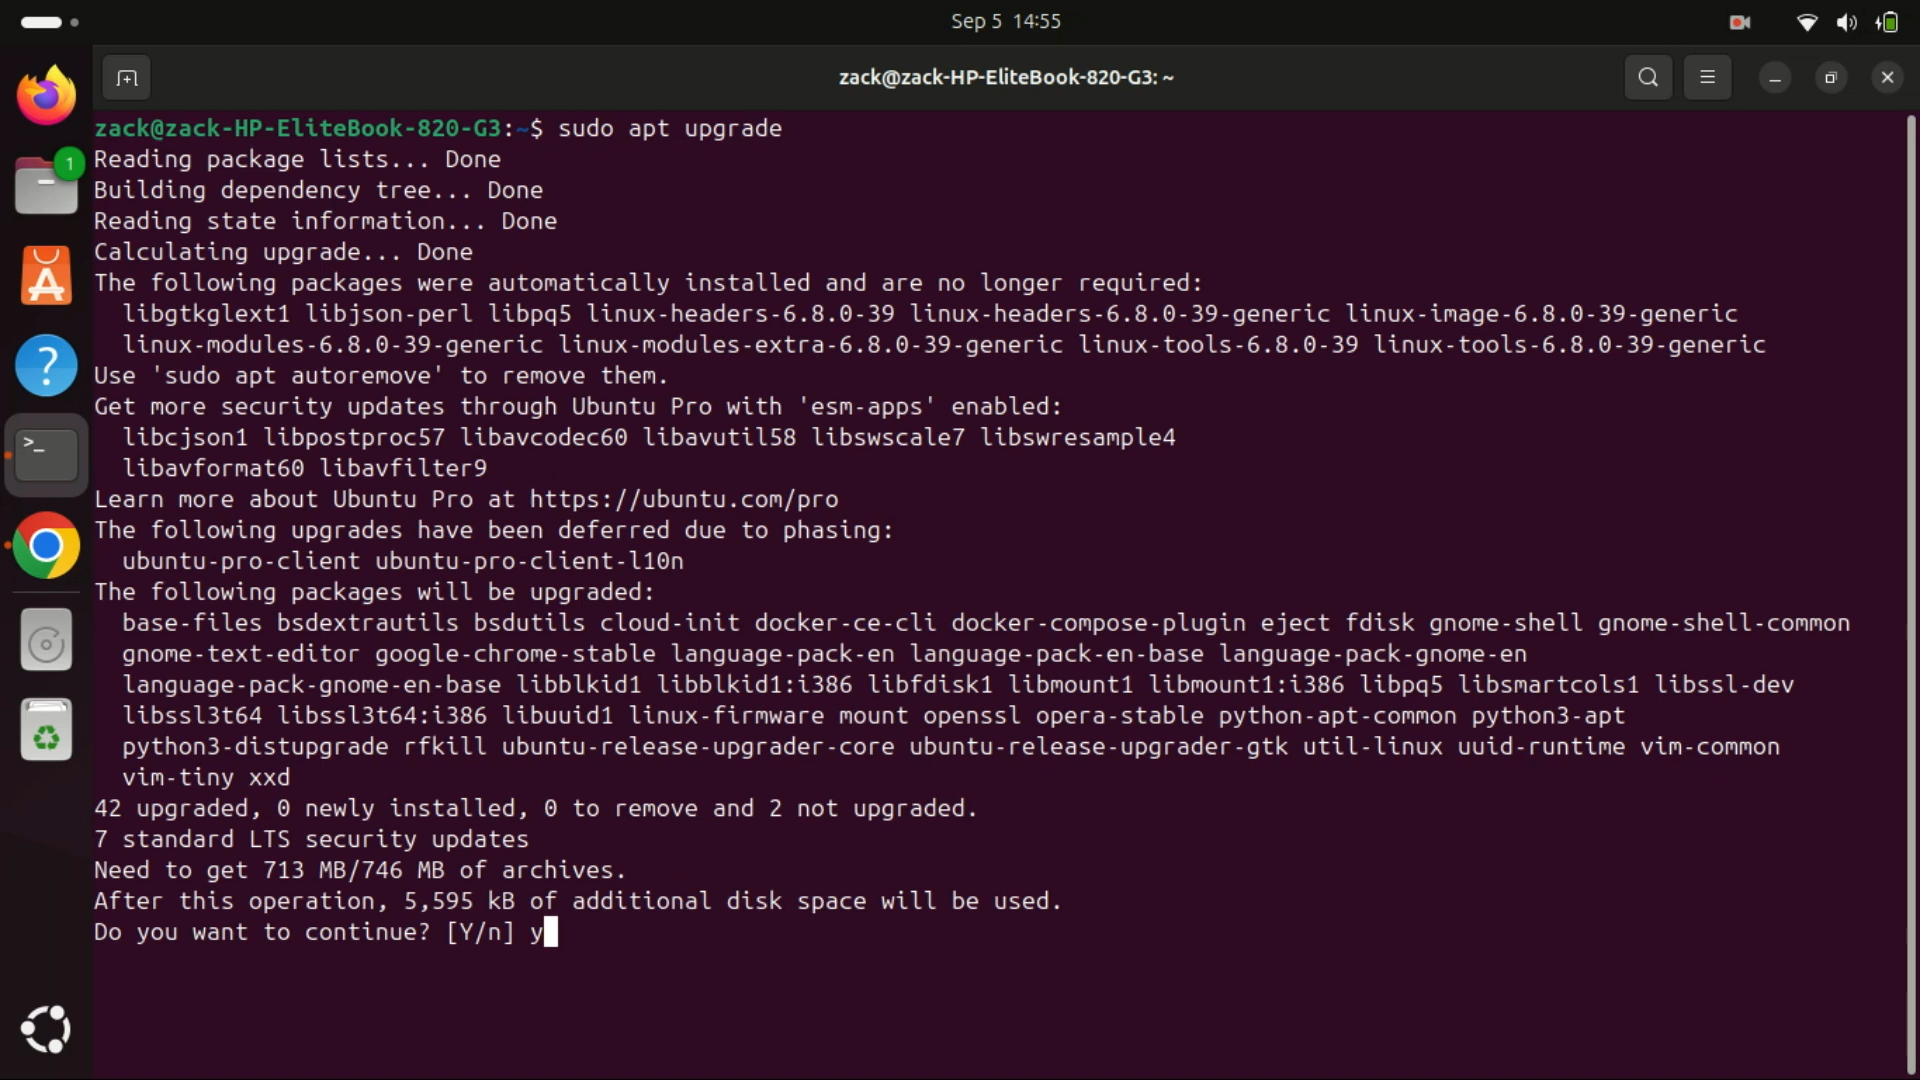 Sep 5 14:55
zack@zack-HP-EliteBook-820-G3: ~
1
zack@zack-HP-EliteBook-820-G3:~$ sudo apt upgrade
Reading package lists... Done
Building dependency tree... Done
Reading state information... Done
Calculating upgrade... Done
The following packages were automatically installed and are no longer required:
  libgtkglext1 libjson-perl libpq5 linux-headers-6.8.0-39 linux-headers-6.8.0-39-generic linux-image-6.8.0-39-generic
  linux-modules-6.8.0-39-generic linux-modules-extra-6.8.0-39-generic linux-tools-6.8.0-39 linux-tools-6.8.0-39-generic
Use 'sudo apt autoremove' to remove them.
Get more security updates through Ubuntu Pro with 'esm-apps' enabled:
  libcjson1 libpostproc57 libavcodec60 libavutil58 libswscale7 libswresample4
  libavformat60 libavfilter9
Learn more about Ubuntu Pro at https://ubuntu.com/pro
The following upgrades have been deferred due to phasing:
  ubuntu-pro-client ubuntu-pro-client-l10n
The following packages will be upgraded:
  base-files bsdextrautils bsdutils cloud-init docker-ce-cli docker-compose-plugin eject fdisk gnome-shell gnome-shell-common
  gnome-text-editor google-chrome-stable language-pack-en language-pack-en-base language-pack-gnome-en
  language-pack-gnome-en-base libblkid1 libblkid1:i386 libfdisk1 libmount1 libmount1:i386 libpq5 libsmartcols1 libssl-dev
  libssl3t64 libssl3t64:i386 libuuid1 linux-firmware mount openssl opera-stable python-apt-common python3-apt
  python3-distupgrade rfkill ubuntu-release-upgrader-core ubuntu-release-upgrader-gtk util-linux uuid-runtime vim-common
  vim-tiny xxd
42 upgraded, 0 newly installed, 0 to remove and 2 not upgraded.
7 standard LTS security updates
Need to get 713 MB/746 MB of archives.
After this operation, 5,595 kB of additional disk space will be used.
Do you want to continue? [Y/n] y